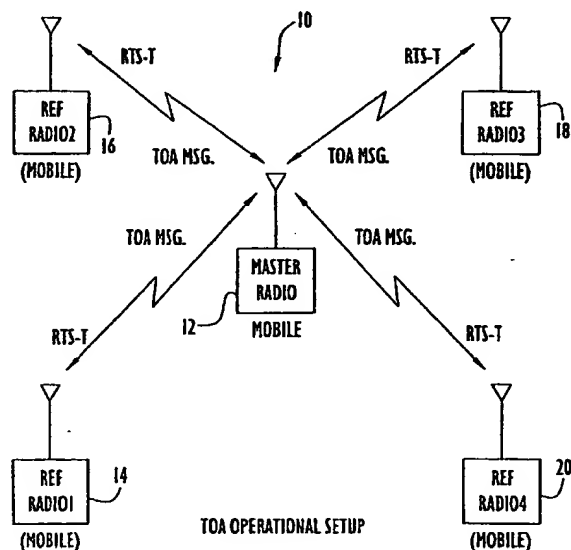 10
RTS-T
RTS-T
REF
RADIO2
16
(MOBILE)
REF
RADIO3
18
(MOBILE)
TOA MSG.
TOA MSG.
TOA MSG.
TOA MSG.
MASTER
RADIO
12
MOBILE
RTS-T
RTS-T
REF
RADIO1
14
(MOBILE)
REF
RADIO4
20
(MOBILE)
TOA OPERATIONAL SETUP